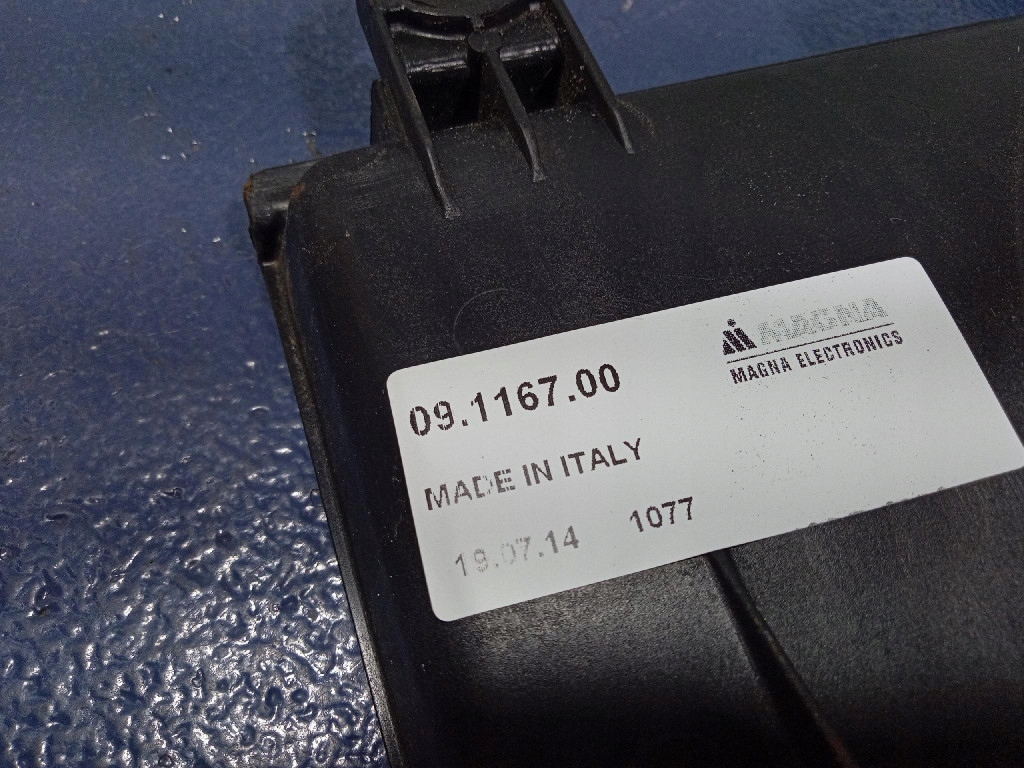 09.1167.00
MAGNA
MAGNA ELECTRONICS
MADE IN ITALY
19.07.14 1077